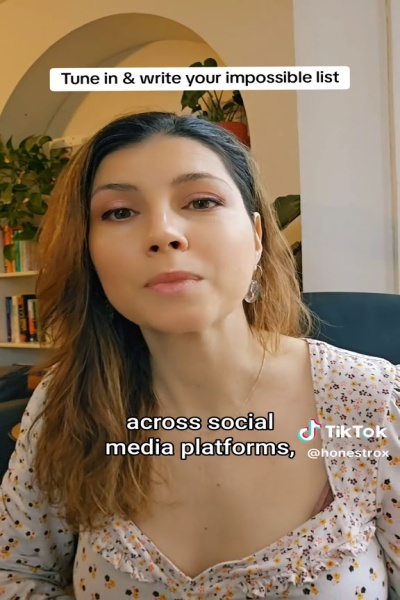 Tune in & write your impossible list
across social
media platforms,
TikTok
@honestrox